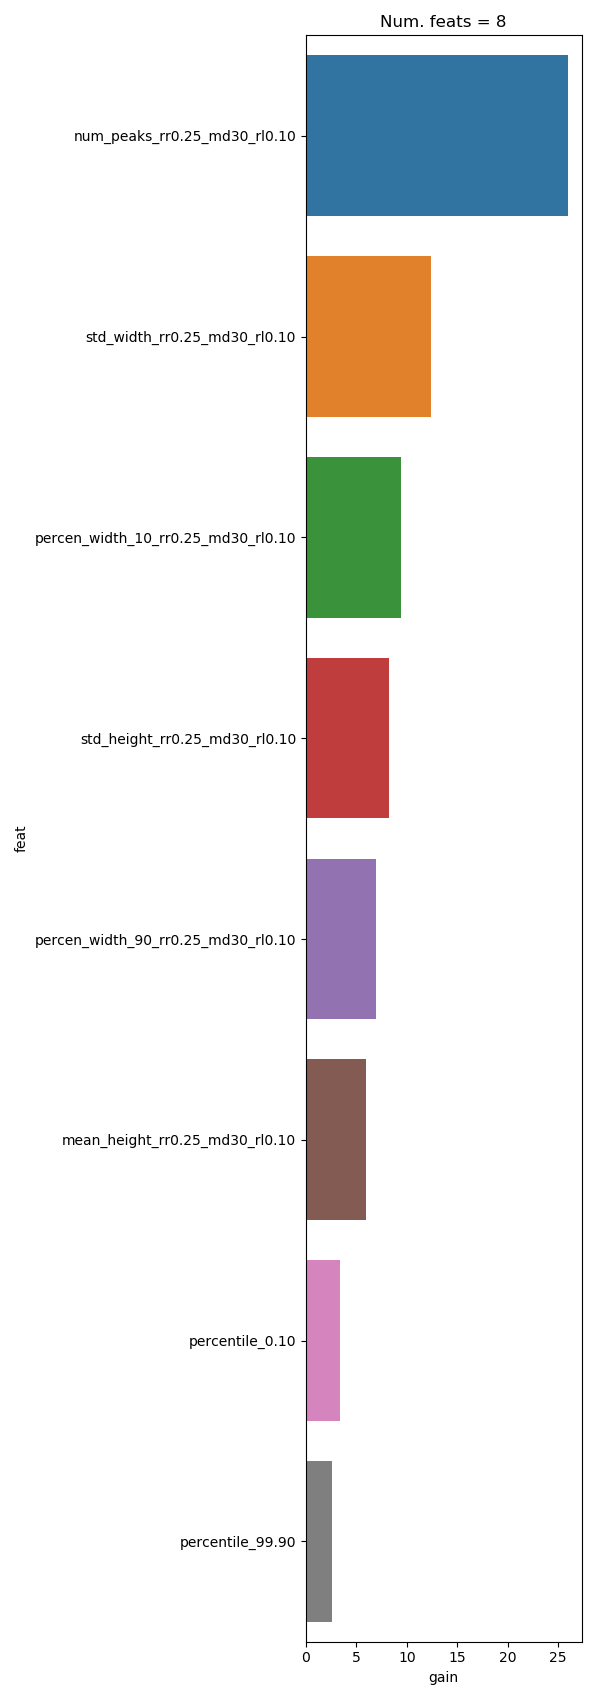 Num. feats = 8
num_peaks_rr0.25_md30_rl0.10
std_width_rr0.25_md30_rl0.10
percen_width_10_rr0.25_md30_rl0.10
std_height_rr0.25_md30_rl0.10
feat
percen_width_90_rr0.25_md30_rl0.10
mean_height_rr0.25_md30_rl0.10
percentile_0.10
percentile_99.90
0 5 10 15 20 25
gain